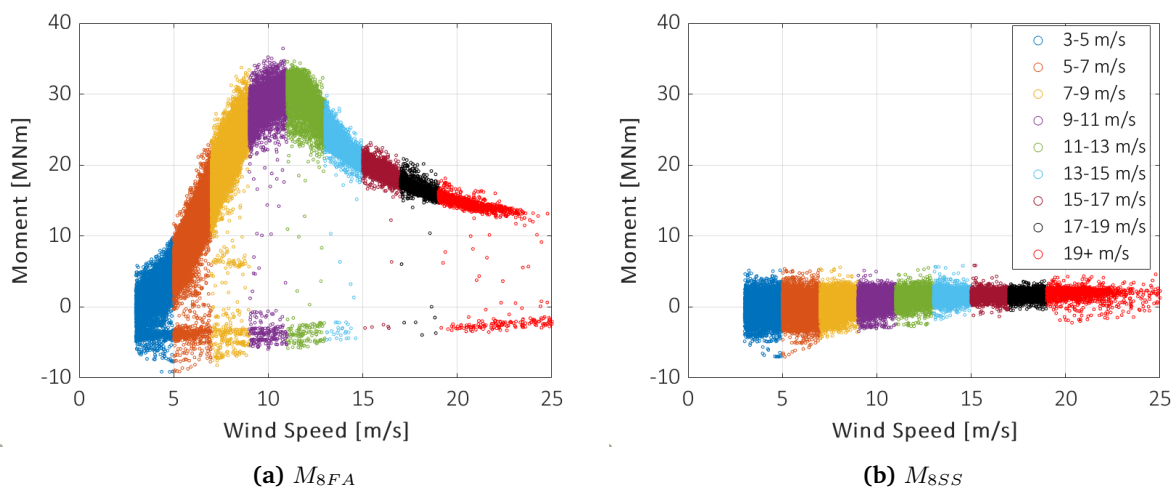 40
30
20
10
0
-10
0 5 10 15 20 25
Moment [MNm]
Wind Speed [m/s]
(a) M8FA
40
30
20
10
0
-10
0 5 10 15 20 25
Moment [MNm]
Wind Speed [m/s]
3-5 m/s
5-7 m/s
7-9 m/s
9-11 m/s
11-13 m/s
13-15 m/s
15-17 m/s
17-19 m/s
19+ m/s
(b) M8SS